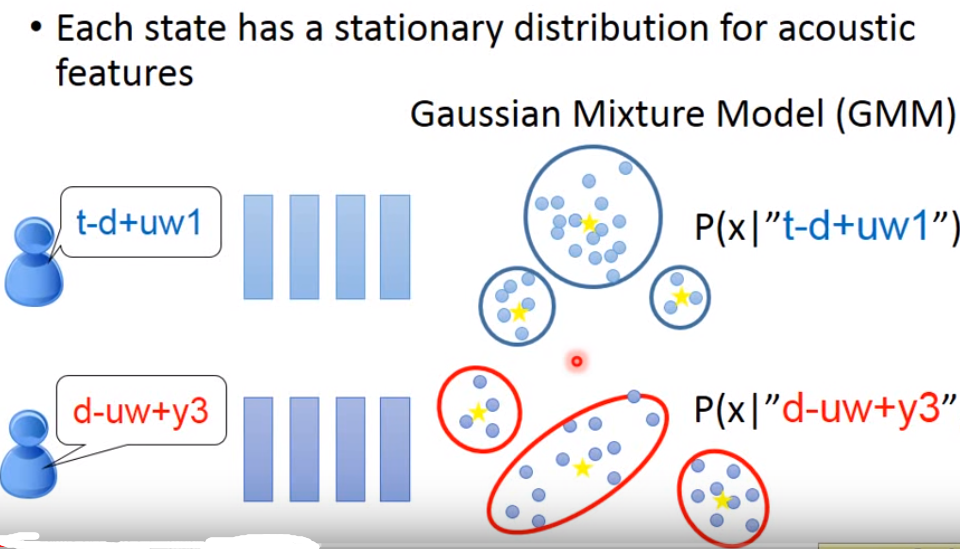 • Each state has a stationary distribution for acoustic
features
Gaussian Mixture Model (GMM)
t-d+uw1
P(x|”t-d+uw1”)
d-uw+y3
P(x|”d-uw+y3”